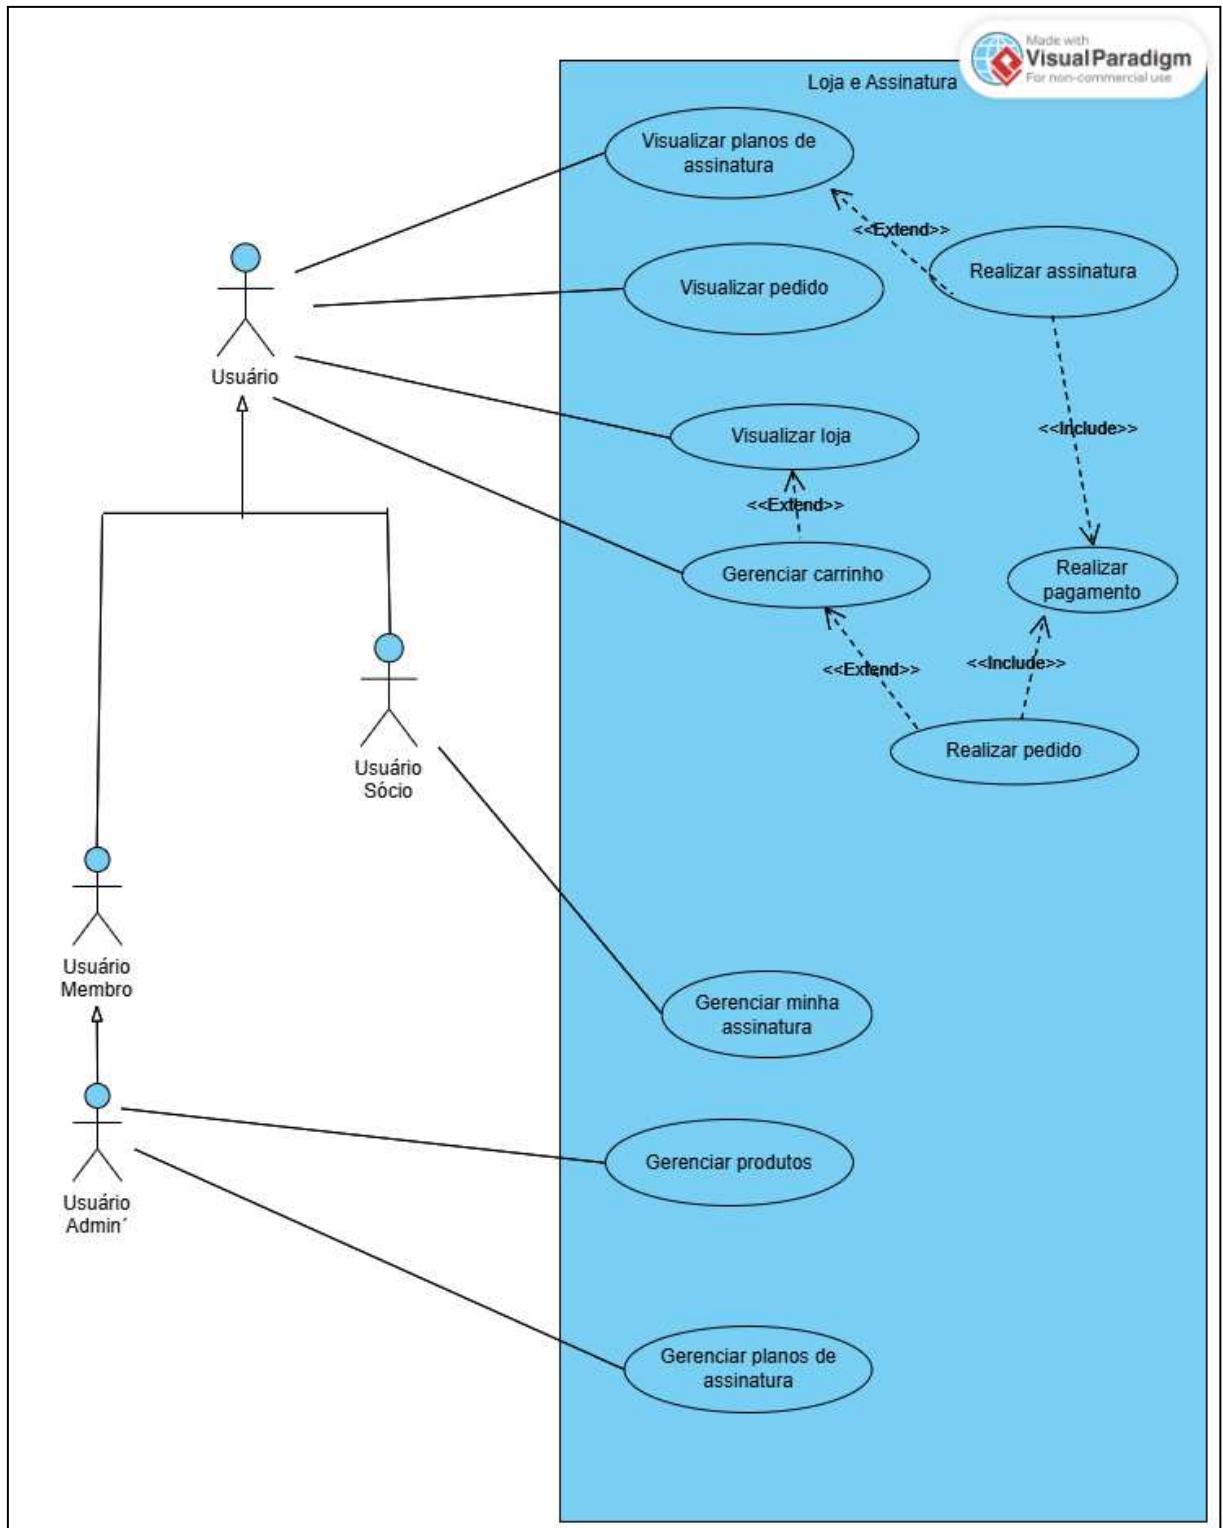 Made with
VisualParadigm
For non-commercial use
Loja e Assinatura
Visualizar planos de
assinatura
<<Extend>>
Realizar assinatura
Visualizar pedido
Usuário
Visualizar loja
<<Include>>
<<Extend>>
Gerenciar carrinho
Realizar
pagamento
<<Extend>>
<<Include>>
Realizar pedido
Usuário
Sócio
Usuário
Membro
Gerenciar minha
assinatura
Gerenciar produtos
Usuário
Admin´
Gerenciar planos de
assinatura